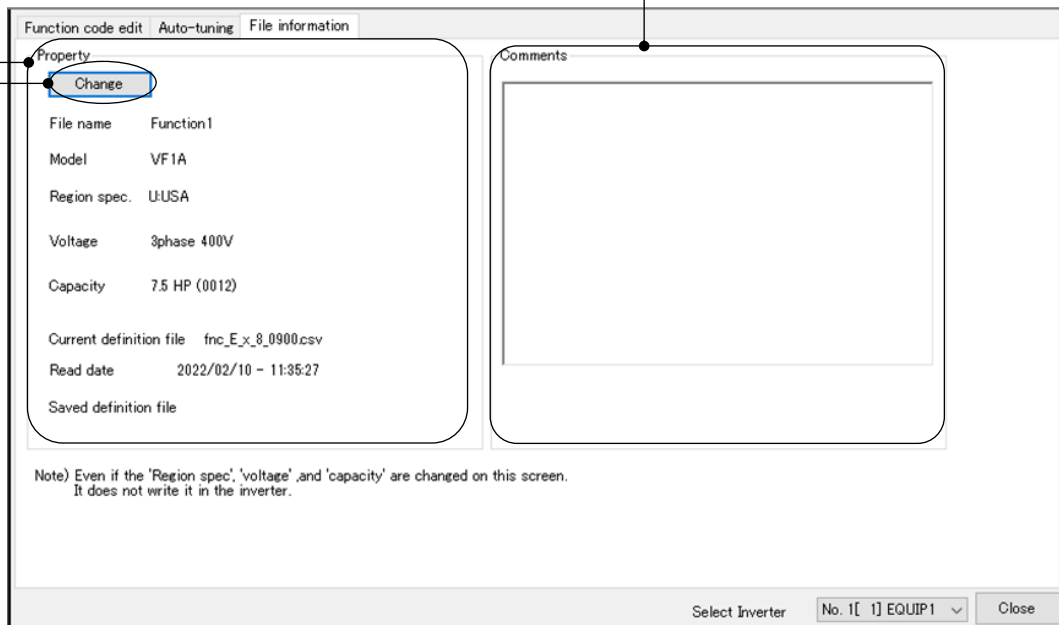 Function code edit Auto-tuning File information
Property
Change
File name Function1
Model VF1A
Region spec. U:USA
Voltage 3phase 400V
Capacity 7.5 HP (0012)
Current definition file fnc_E_x_8_0900.csv
Read date 2022/02/10 - 11:35:27
Saved definition file
Comments
Note) Even if the 'Region spec', 'voltage' ,and 'capacity' are changed on this screen.
It does not write it in the inverter.
Select Inverter No. 1[ 1] EQUIP1 Close